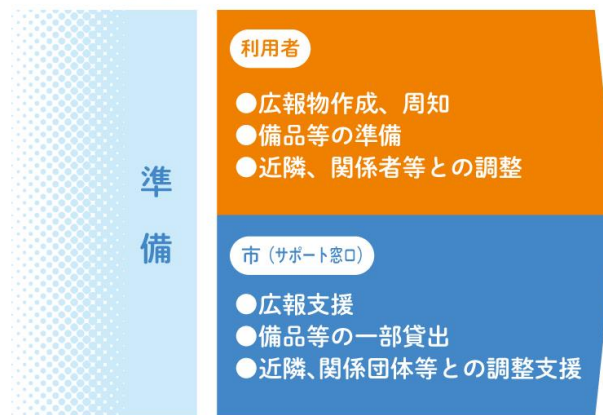 準備
利用者
●広報物作成、周知
●備品等の準備
●近隣、関係者等との調整
市（サポート窓口）
●広報支援
●備品等の一部貸出
●近隣、関係団体等との調整支援